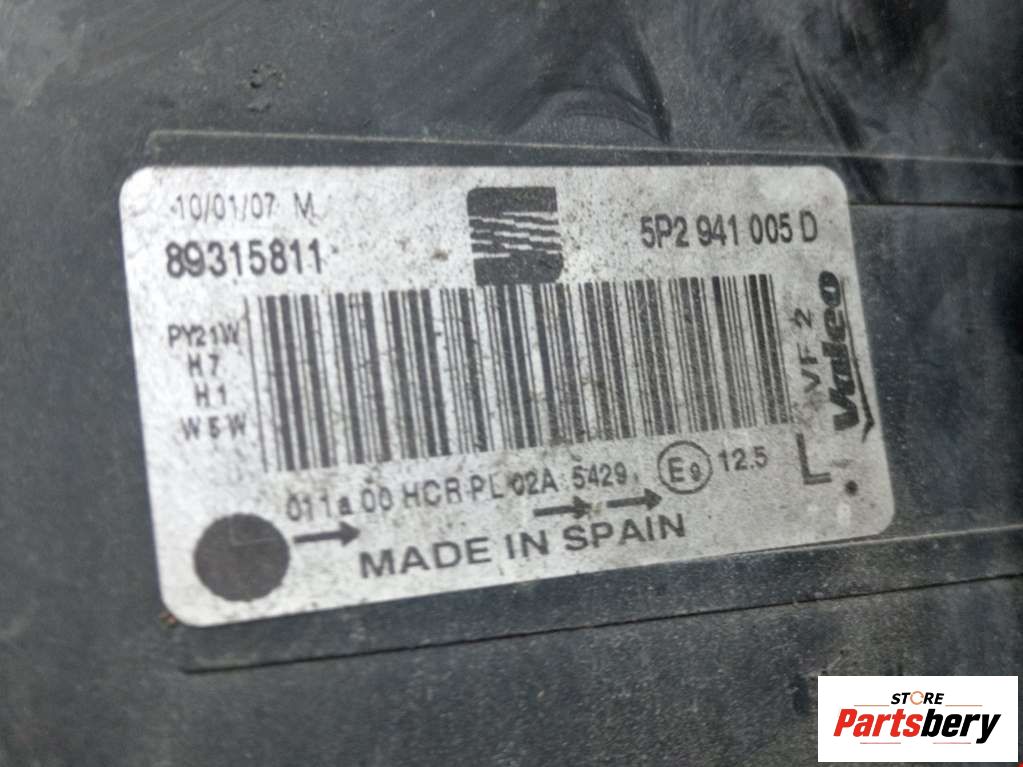 10/01/07 M
89315811
5P2 941 005 D
PY21W
H7
H1
W5W
VF 2
Valeo
011a 00 HCR PL 02A 5429
E9
12.5
L
MADE IN SPAIN
STORE
Partsbery